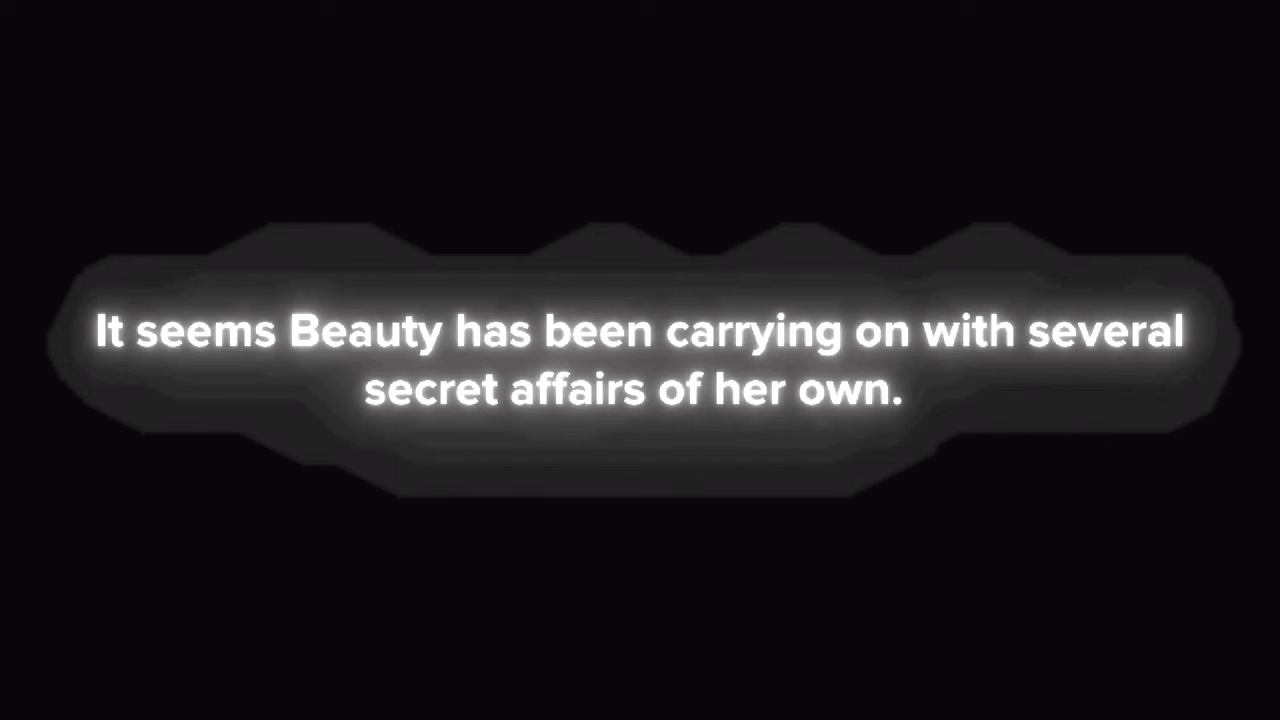 It seems Beauty has been carrying on with several
secret affairs of her own.